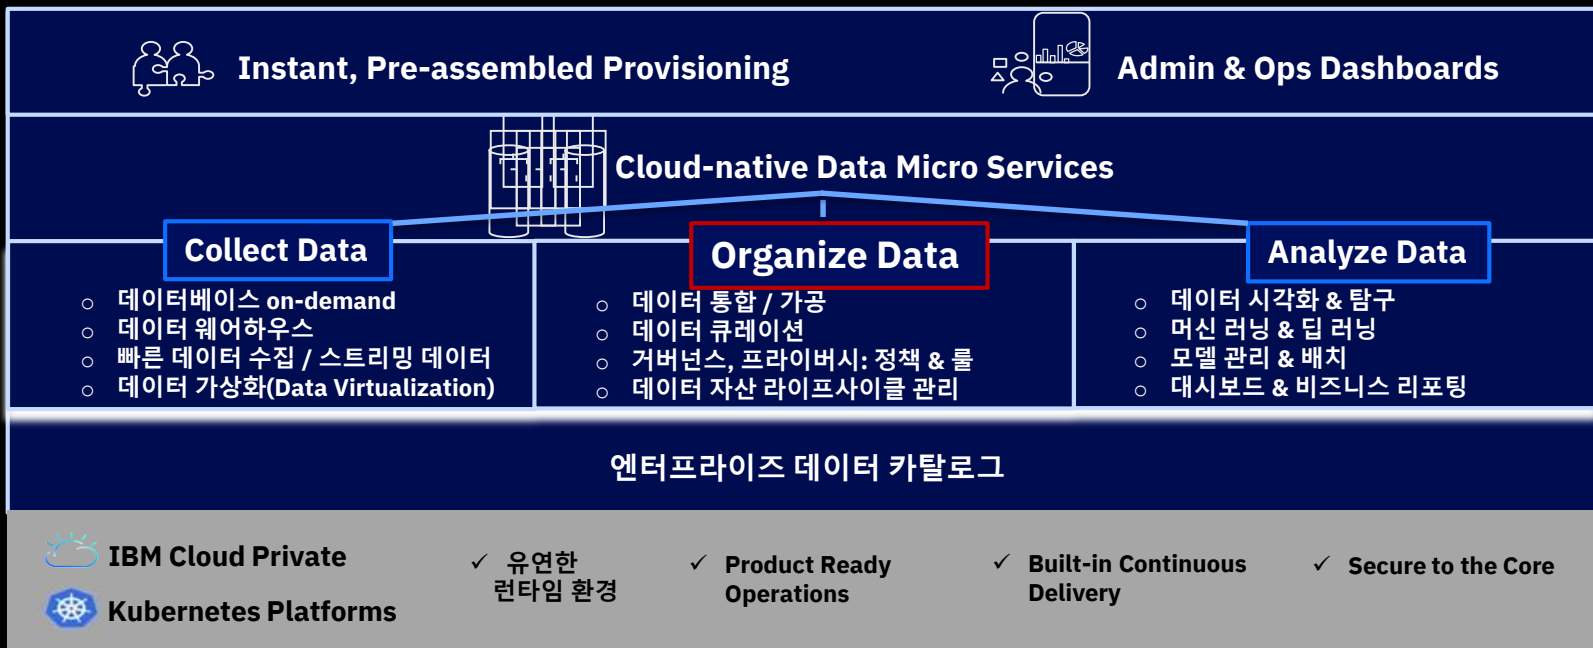 Instant, Pre-assembled Provisioning
Admin & Ops Dashboards
Cloud-native Data Micro Services
Collect Data
데이터베이스 on-demand
데이터 웨어하우스
빠른 데이터 수집 / 스트리밍 데이터
데이터 가상화(Data Virtualization)
Organize Data
데이터 통합 / 가공
데이터 큐레이션
거버넌스, 프라이버시: 정책 & 룰
데이터 자산 라이프사이클 관리
Analyze Data
데이터 시각화 & 탐구
머신 러닝 & 딥 러닝
모델 관리 & 배치
대시보드 & 비즈니스 리포팅
엔터프라이즈 데이터 카탈로그
IBM Cloud Private
Kubernetes Platforms
✓ 유연한
런타임 환경
✓ Product Ready
Operations
✓ Built-in Continuous
Delivery
✓ Secure to the Core